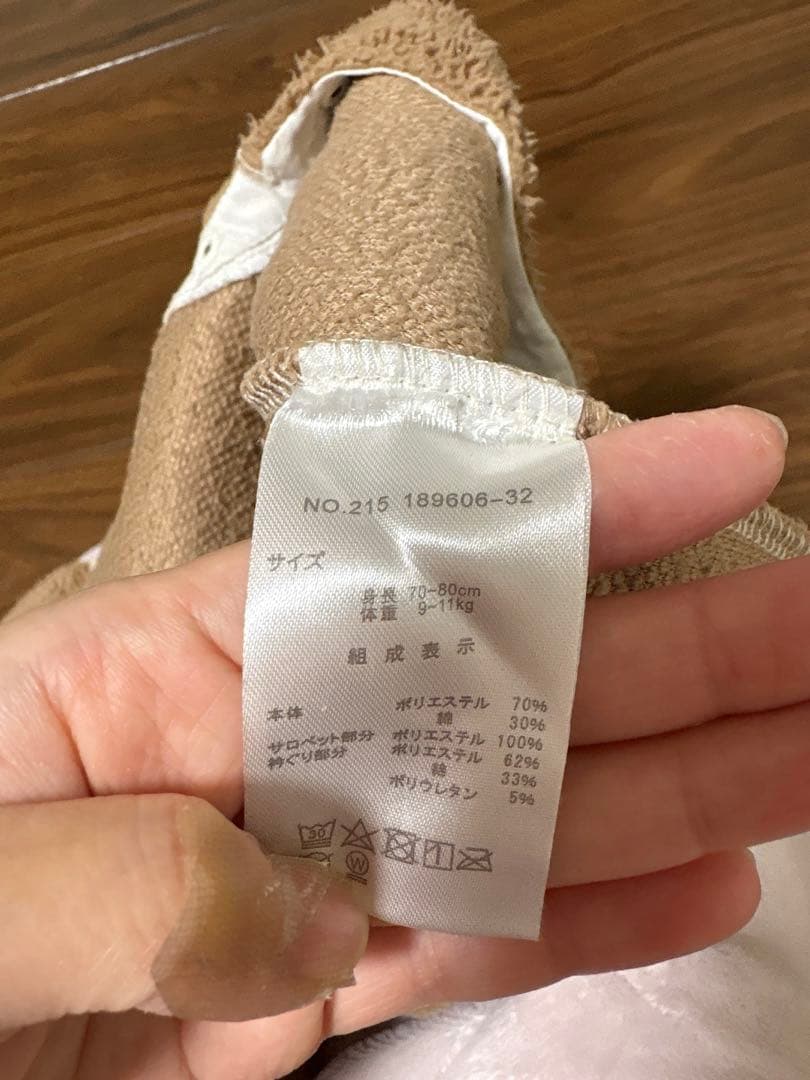 NO.215 189606-32
サイズ
身長 70-80cm
体重 9-11kg
組成表示
本体 ポリエステル 70%
綿 30%
サロペット部分 ポリエステル 100%
衿ぐり部分 ポリエステル 62%
綿 33%
ポリウレタン 5%
30
W